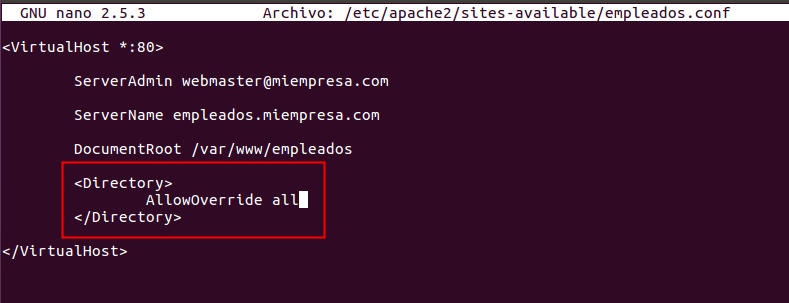 GNU nano 2.5.3 Archivo: /etc/apache2/sites-available/empleados.conf
<VirtualHost *:80>
ServerAdmin webmaster@miempresa.com
ServerName empleados.miempresa.com
DocumentRoot /var/www/empleados
<Directory>
AllowOverride all
</Directory>
</VirtualHost>